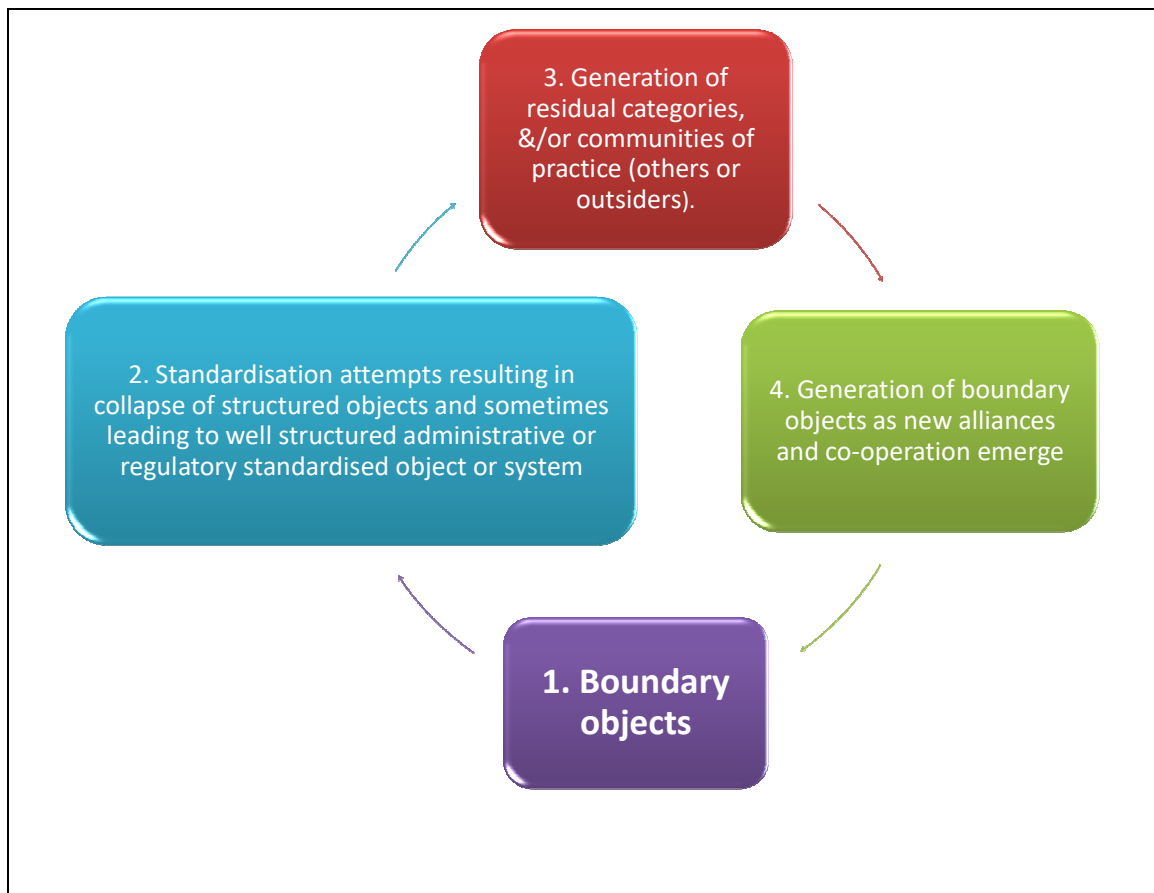 3. Generation of
residual categories,
&/or communities of
practice (others or
outsiders).
2. Standardisation attempts resulting in
collapse of structured objects and sometimes
leading to well structured administrative or
regulatory standardised object or system
4. Generation of boundary
objects as new alliances
and co-operation emerge
1. Boundary
objects